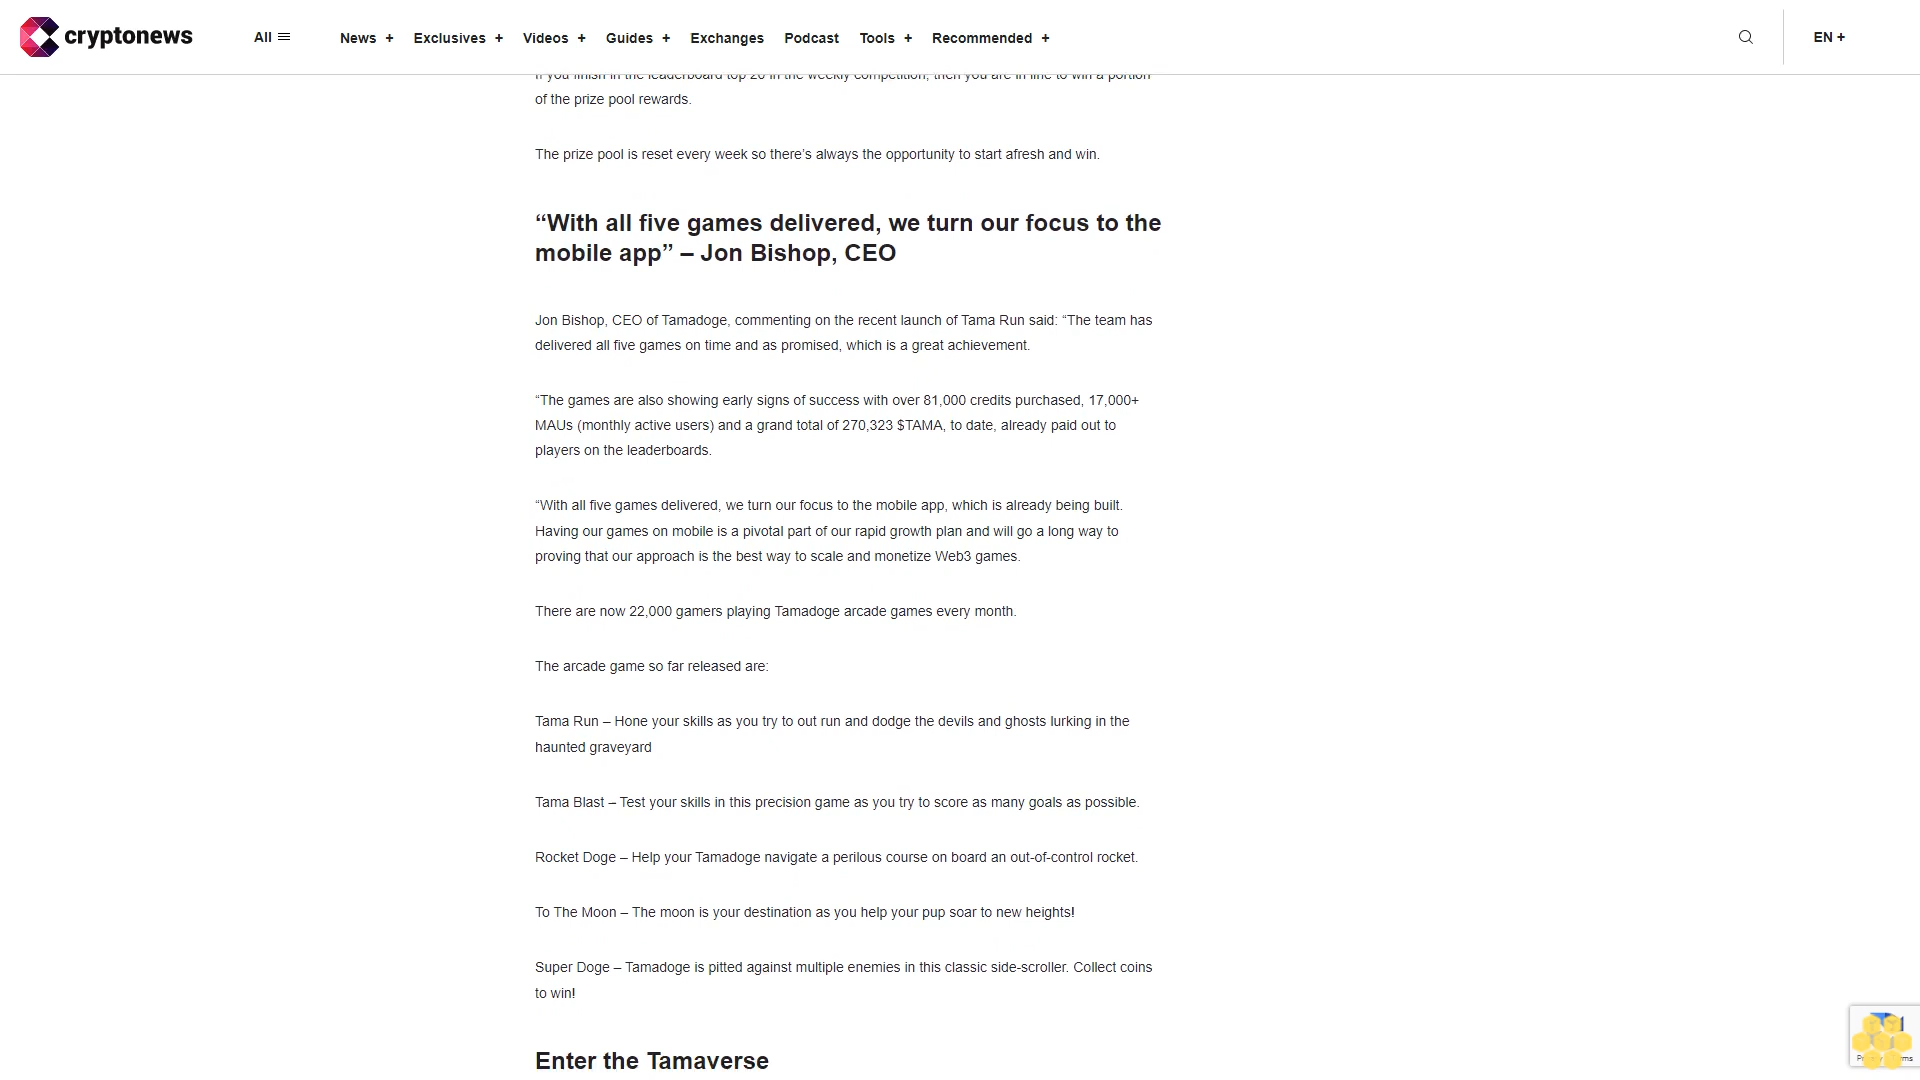 cryptonews
All
News +
Exclusives +
Videos +
Guides +
Exchanges
Podcast
Tools +
Recommended +
EN +
If you finish in the leaderboard top 20 in the weekly competition, then you are in line to win a portion
of the prize pool rewards.
The prize pool is reset every week so there’s always the opportunity to start afresh and win.
“With all five games delivered, we turn our focus to the
mobile app” – Jon Bishop, CEO
Jon Bishop, CEO of Tamadoge, commenting on the recent launch of Tama Run said: “The team has
delivered all five games on time and as promised, which is a great achievement.
“The games are also showing early signs of success with over 81,000 credits purchased, 17,000+
MAUs (monthly active users) and a grand total of 270,323 $TAMA, to date, already paid out to
players on the leaderboards.
“With all five games delivered, we turn our focus to the mobile app, which is already being built.
Having our games on mobile is a pivotal part of our rapid growth plan and will go a long way to
proving that our approach is the best way to scale and monetize Web3 games.
There are now 22,000 gamers playing Tamadoge arcade games every month.
The arcade game so far released are:
Tama Run – Hone your skills as you try to out run and dodge the devils and ghosts lurking in the
haunted graveyard
Tama Blast – Test your skills in this precision game as you try to score as many goals as possible.
Rocket Doge – Help your Tamadoge navigate a perilous course on board an out-of-control rocket.
To The Moon – The moon is your destination as you help your pup soar to new heights!
Super Doge – Tamadoge is pitted against multiple enemies in this classic side-scroller. Collect coins
to win!
Enter the Tamaverse